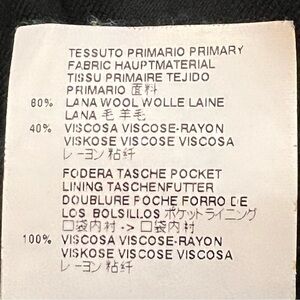 TESSUTO PRIMARIO PRIMARY
FABRIC HAUPTMATERIAL
TISSU PRIMAIRE TEJIDO
PRIMARIO 面料
60% LANA WOOL WOLLE LAINE
LANA 毛 羊毛
40% VISCOSA VISCOSE-RAYON
VISKOSE VISCOSE VISCOSA
レーヨン 粘纤
FODERA TASCHE POCKET
LINING TASCHENFUTTER
DOUBLURE POCHE FORRO DE
LOS BOLSILLOS ポケットライニング
口袋内村 -> 口袋内村
100% VISCOSA VISCOSE-RAYON
VISKOSE VISCOSE VISCOSA
レーヨン 粘纤